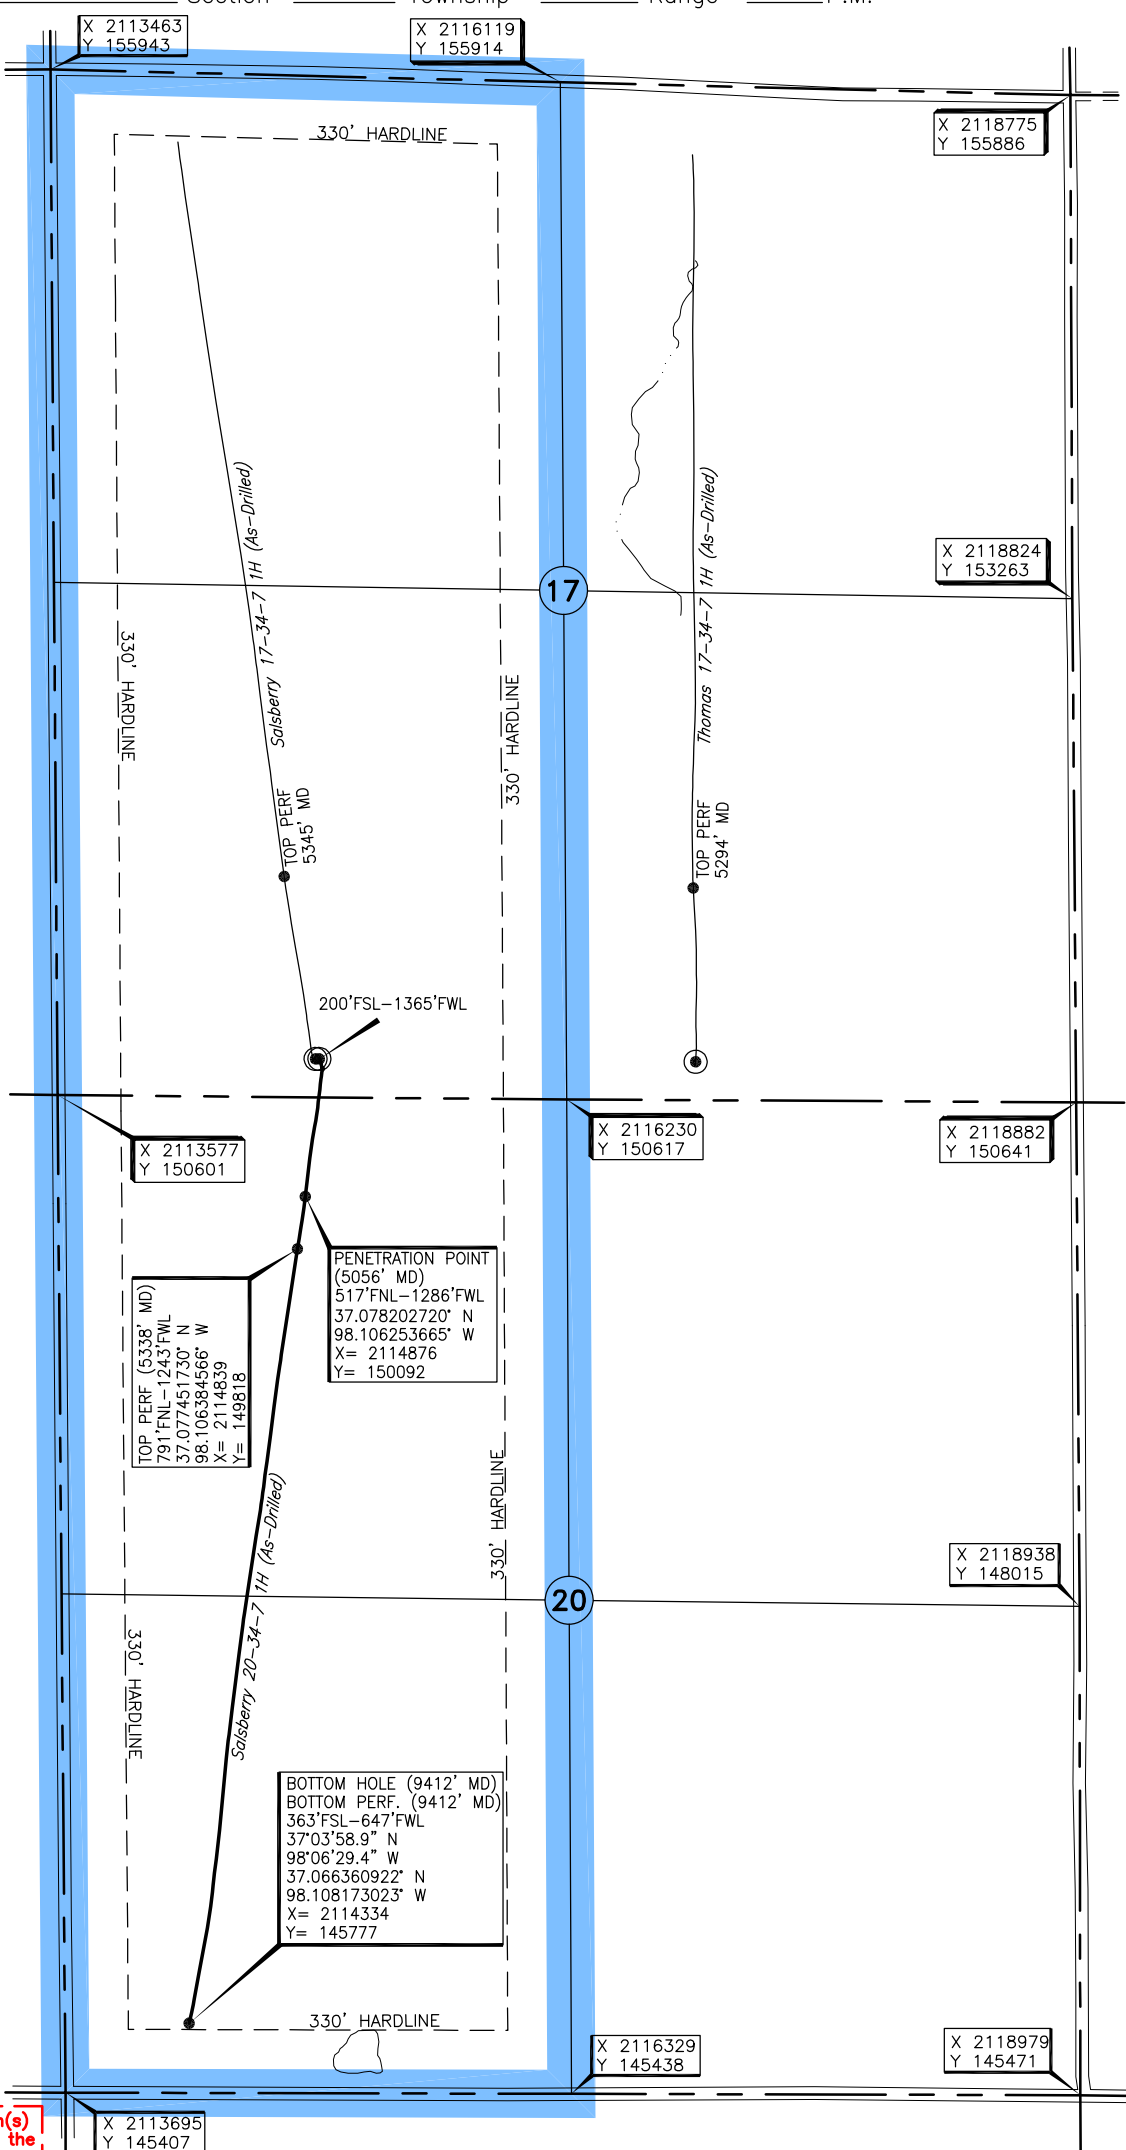 Section Township Range P.M.
X 2113463
Y 155943
X 2116119
Y 155914
X 2118775
Y 155886
330' HARDLINE
Salsberry 17-34-7 1H (As-Drilled)
Thomas 17-34-7 1H (As-Drilled)
X 2118824
Y 153263
17
330' HARDLINE
330' HARDLINE
TOP PERF
5345' MD
TOP PERF
5294' MD
200'FSL-1365'FWL
X 2113577
Y 150601
X 2116230
Y 150617
X 2118882
Y 150641
PENETRATION POINT
(5056' MD)
517'FNL-1286'FWL
37.078202720° N
98.106253665° W
X= 2114876
Y= 150092
TOP PERF (5338' MD)
791'FNL-1243'FWL
37.077451730° N
98.106384566° W
X= 2114839
Y= 149818
Salsberry 20-34-7 1H (As-Drilled)
330' HARDLINE
X 2118938
Y 148015
20
330' HARDLINE
BOTTOM HOLE (9412' MD)
BOTTOM PERF. (9412' MD)
363'FSL-647'FWL
37°03'58.9" N
98°06'29.4" W
37.066360922° N
98.108173023° W
X= 2114334
Y= 145777
330' HARDLINE
X 2116329
Y 145438
X 2118979
Y 145471
X 2113695
Y 145407
the